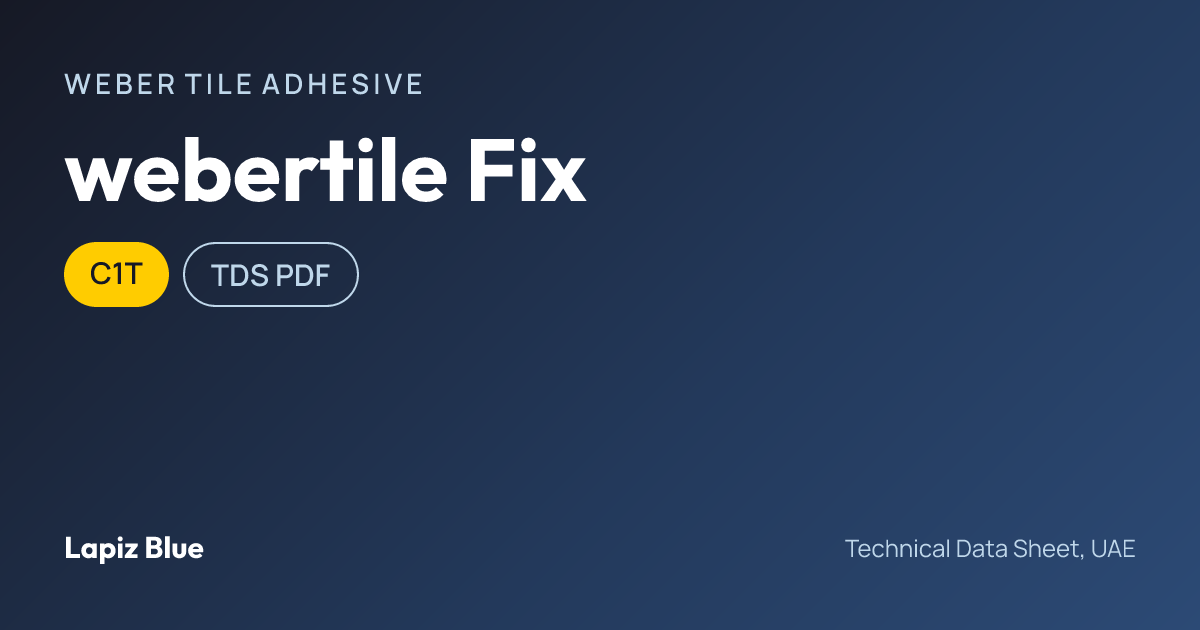 WEBER TILE ADHESIVE
webertile Fix
C1T
TDS PDF
Lapiz Blue
Technical Data Sheet, UAE